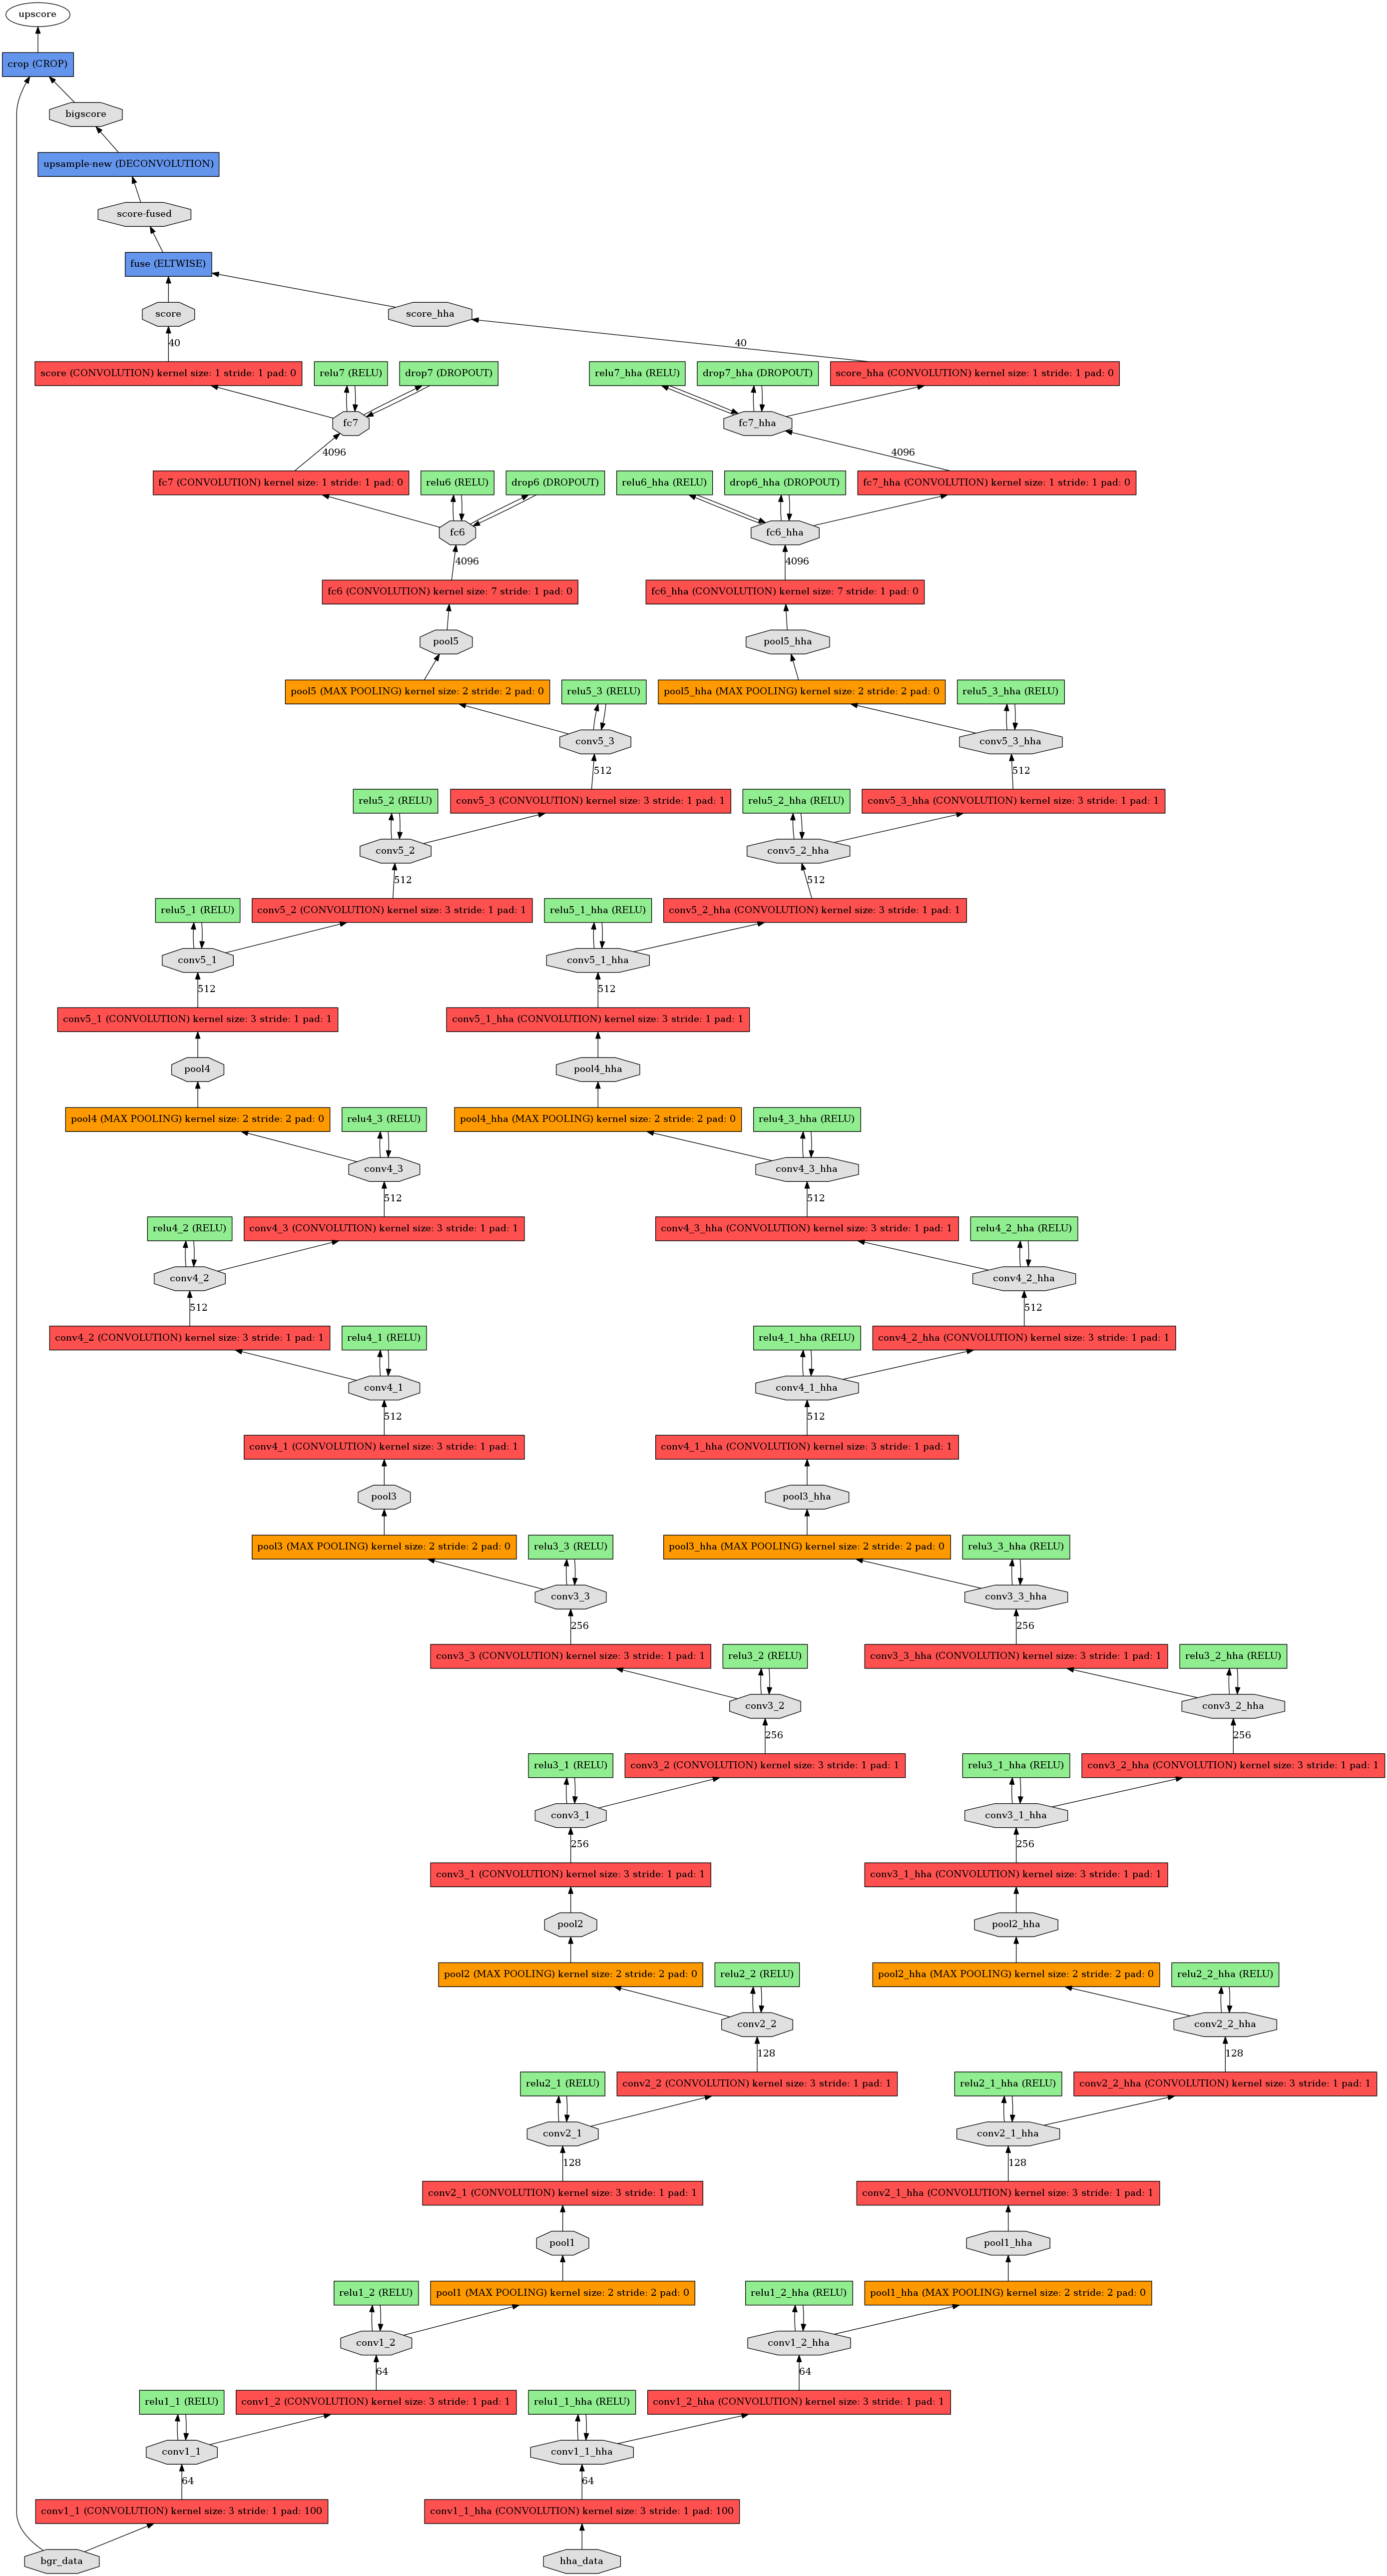 upscore
crop (CROP)
bigscore
upsample-new (DECONVOLUTION)
score-fused
fuse (ELTWISE)
score
score_hha
40
40
score (CONVOLUTION) kernel size: 1 stride: 1 pad: 0
relu7 (RELU)
drop7 (DROPOUT)
relu7_hha (RELU)
drop7_hha (DROPOUT)
score_hha (CONVOLUTION) kernel size: 1 stride: 1 pad: 0
fc7
fc7_hha
4096
4096
fc7 (CONVOLUTION) kernel size: 1 stride: 1 pad: 0
relu6 (RELU)
drop6 (DROPOUT)
relu6_hha (RELU)
drop6_hha (DROPOUT)
fc7_hha (CONVOLUTION) kernel size: 1 stride: 1 pad: 0
fc6
fc6_hha
4096
4096
fc6 (CONVOLUTION) kernel size: 7 stride: 1 pad: 0
fc6_hha (CONVOLUTION) kernel size: 7 stride: 1 pad: 0
pool5
pool5_hha
pool5 (MAX POOLING) kernel size: 2 stride: 2 pad: 0
relu5_3 (RELU)
pool5_hha (MAX POOLING) kernel size: 2 stride: 2 pad: 0
relu5_3_hha (RELU)
conv5_3
conv5_3_hha
512
512
relu5_2 (RELU)
conv5_3 (CONVOLUTION) kernel size: 3 stride: 1 pad: 1
relu5_2_hha (RELU)
conv5_3_hha (CONVOLUTION) kernel size: 3 stride: 1 pad: 1
conv5_2
conv5_2_hha
512
512
relu5_1 (RELU)
conv5_2 (CONVOLUTION) kernel size: 3 stride: 1 pad: 1
relu5_1_hha (RELU)
conv5_2_hha (CONVOLUTION) kernel size: 3 stride: 1 pad: 1
conv5_1
conv5_1_hha
512
512
conv5_1 (CONVOLUTION) kernel size: 3 stride: 1 pad: 1
conv5_1_hha (CONVOLUTION) kernel size: 3 stride: 1 pad: 1
pool4
pool4_hha
pool4 (MAX POOLING) kernel size: 2 stride: 2 pad: 0
relu4_3 (RELU)
pool4_hha (MAX POOLING) kernel size: 2 stride: 2 pad: 0
relu4_3_hha (RELU)
conv4_3
conv4_3_hha
512
512
relu4_2 (RELU)
conv4_3 (CONVOLUTION) kernel size: 3 stride: 1 pad: 1
conv4_3_hha (CONVOLUTION) kernel size: 3 stride: 1 pad: 1
relu4_2_hha (RELU)
conv4_2
conv4_2_hha
512
512
conv4_2 (CONVOLUTION) kernel size: 3 stride: 1 pad: 1
relu4_1 (RELU)
relu4_1_hha (RELU)
conv4_2_hha (CONVOLUTION) kernel size: 3 stride: 1 pad: 1
conv4_1
conv4_1_hha
512
512
conv4_1 (CONVOLUTION) kernel size: 3 stride: 1 pad: 1
conv4_1_hha (CONVOLUTION) kernel size: 3 stride: 1 pad: 1
pool3
pool3_hha
pool3 (MAX POOLING) kernel size: 2 stride: 2 pad: 0
relu3_3 (RELU)
pool3_hha (MAX POOLING) kernel size: 2 stride: 2 pad: 0
relu3_3_hha (RELU)
conv3_3
conv3_3_hha
256
256
conv3_3 (CONVOLUTION) kernel size: 3 stride: 1 pad: 1
relu3_2 (RELU)
conv3_3_hha (CONVOLUTION) kernel size: 3 stride: 1 pad: 1
relu3_2_hha (RELU)
conv3_2
conv3_2_hha
256
256
relu3_1 (RELU)
conv3_2 (CONVOLUTION) kernel size: 3 stride: 1 pad: 1
relu3_1_hha (RELU)
conv3_2_hha (CONVOLUTION) kernel size: 3 stride: 1 pad: 1
conv3_1
conv3_1_hha
256
256
conv3_1 (CONVOLUTION) kernel size: 3 stride: 1 pad: 1
conv3_1_hha (CONVOLUTION) kernel size: 3 stride: 1 pad: 1
pool2
pool2_hha
pool2 (MAX POOLING) kernel size: 2 stride: 2 pad: 0
relu2_2 (RELU)
pool2_hha (MAX POOLING) kernel size: 2 stride: 2 pad: 0
relu2_2_hha (RELU)
conv2_2
conv2_2_hha
128
128
relu2_1 (RELU)
conv2_2 (CONVOLUTION) kernel size: 3 stride: 1 pad: 1
relu2_1_hha (RELU)
conv2_2_hha (CONVOLUTION) kernel size: 3 stride: 1 pad: 1
conv2_1
conv2_1_hha
128
128
conv2_1 (CONVOLUTION) kernel size: 3 stride: 1 pad: 1
conv2_1_hha (CONVOLUTION) kernel size: 3 stride: 1 pad: 1
pool1
pool1_hha
relu1_2 (RELU)
pool1 (MAX POOLING) kernel size: 2 stride: 2 pad: 0
relu1_2_hha (RELU)
pool1_hha (MAX POOLING) kernel size: 2 stride: 2 pad: 0
conv1_2
conv1_2_hha
64
64
relu1_1 (RELU)
conv1_2 (CONVOLUTION) kernel size: 3 stride: 1 pad: 1
relu1_1_hha (RELU)
conv1_2_hha (CONVOLUTION) kernel size: 3 stride: 1 pad: 1
conv1_1
conv1_1_hha
64
64
conv1_1 (CONVOLUTION) kernel size: 3 stride: 1 pad: 100
conv1_1_hha (CONVOLUTION) kernel size: 3 stride: 1 pad: 100
bgr_data
hha_data